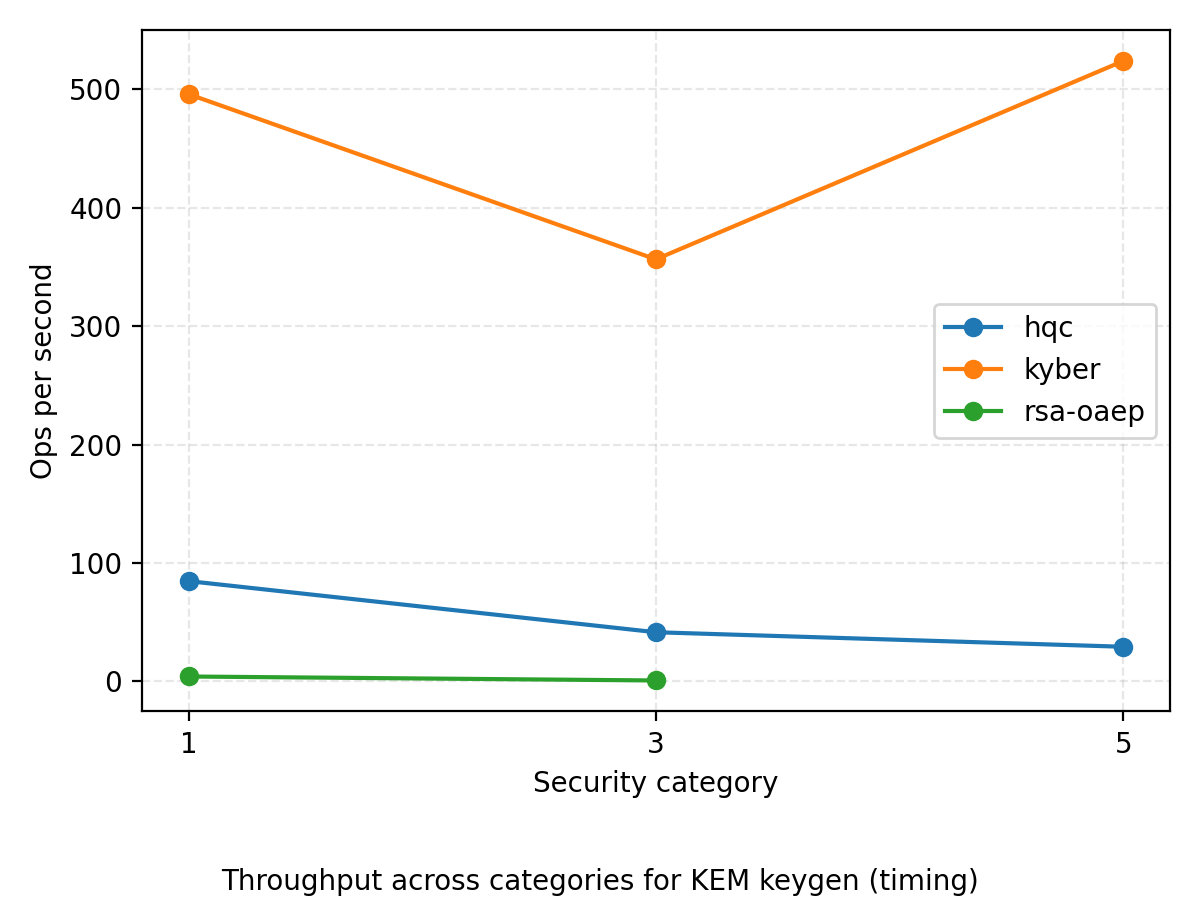 500
400
300
200
100
0
Ops per second
hqc
kyber
rsa-oaep
1 3 5
Security category
Throughput across categories for KEM keygen (timing)